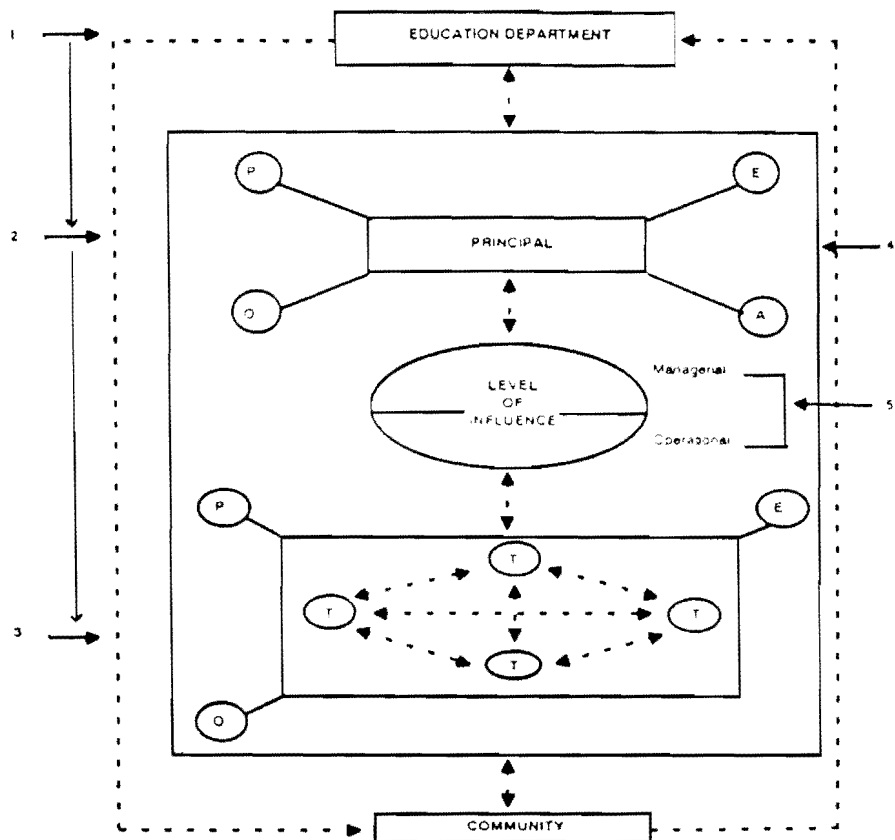 1
EDUCATION DEPARTMENT
P
E
2
PRINCIPAL
4
O
A
LEVEL
OF
INFLUENCE
Managerial
5
Operational
P
E
T
T
T
3
T
O
COMMUNITY